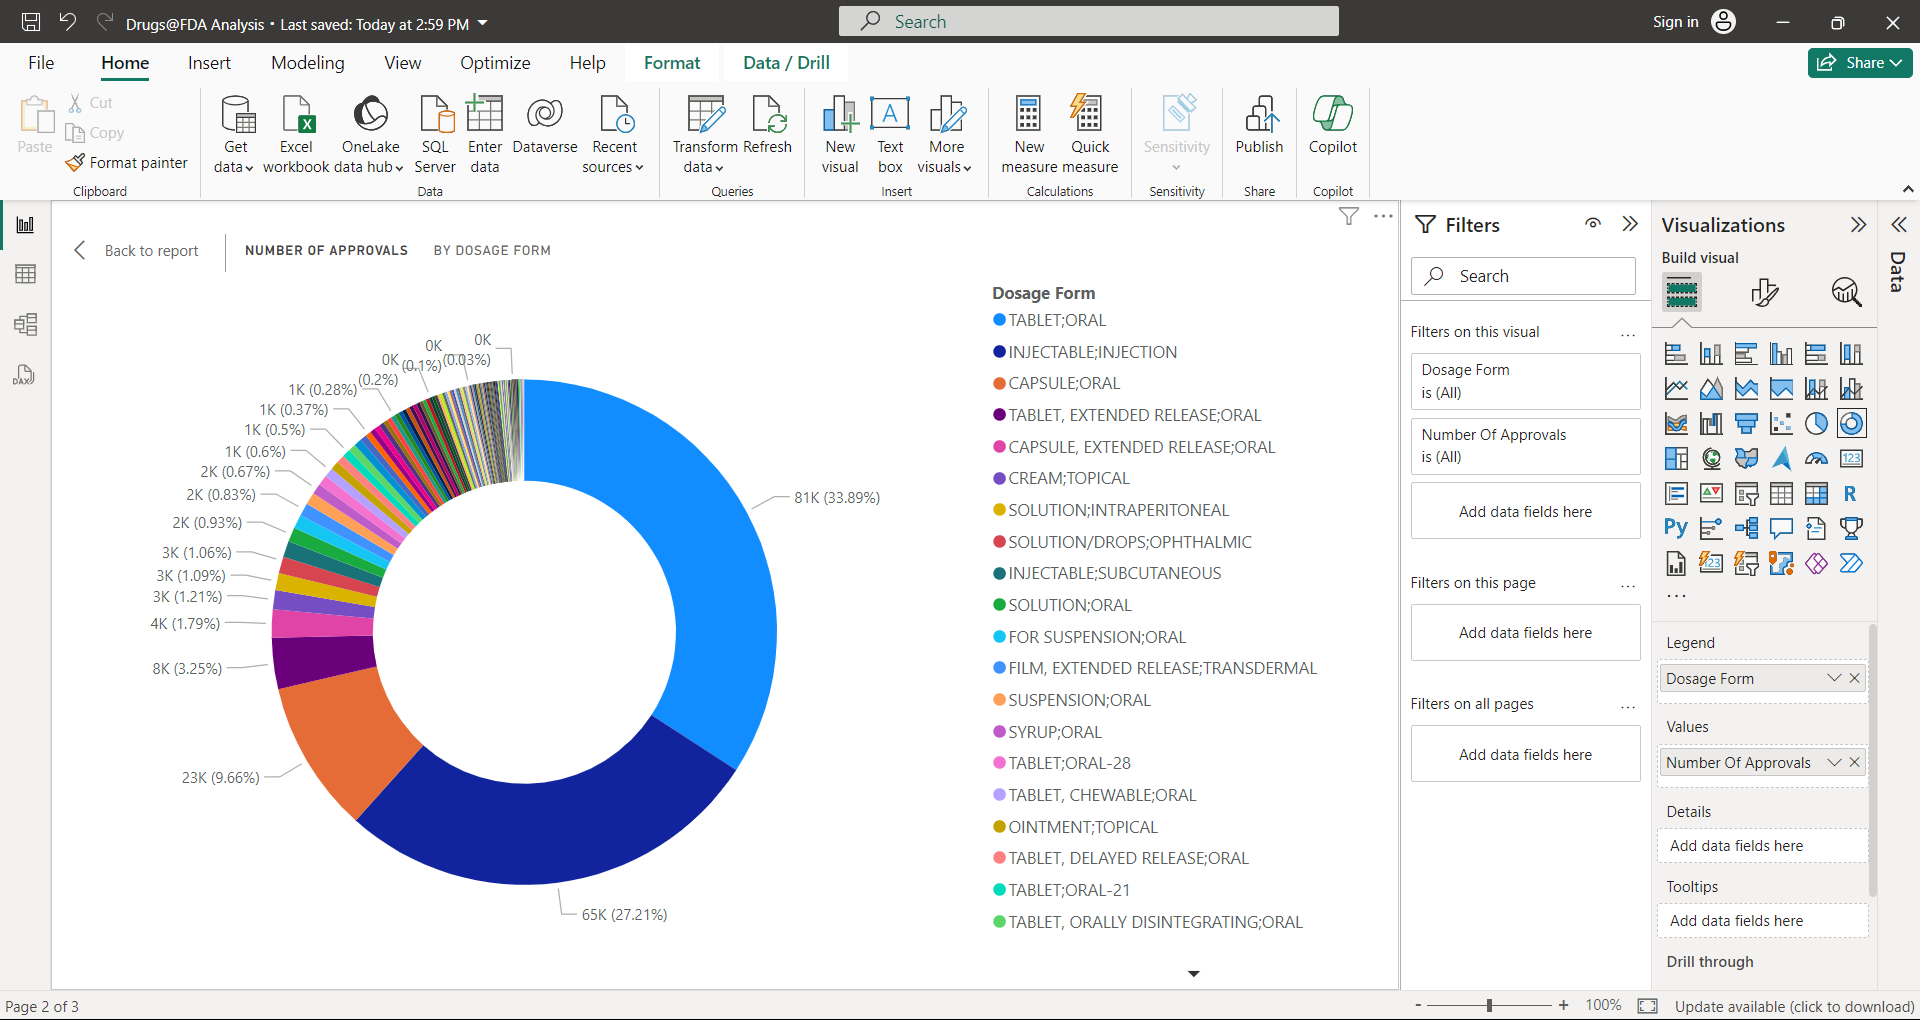 Drugs@FDA Analysis • Last saved: Today at 2:59 PM
Search
Sign in
File Home Insert Modeling View Optimize Help Format Data / Drill
Share
Paste
Cut
Copy
Format painter
Clipboard
Get data
Excel workbook
OneLake data hub
SQL Server
Enter data
Dataverse
Recent sources
Data
Transform data
Refresh
Queries
New visual
Text box
More visuals
Insert
New measure
Quick measure
Calculations
Sensitivity
Sensitivity
Publish
Share
Copilot
Copilot
Back to report
NUMBER OF APPROVALS BY DOSAGE FORM
0K
0K (0.03%)
0K (0.1%)
(0.2%)
1K (0.28%)
1K (0.37%)
1K (0.5%)
1K (0.6%)
2K (0.67%)
2K (0.83%)
2K (0.93%)
3K (1.06%)
3K (1.09%)
3K (1.21%)
4K (1.79%)
8K (3.25%)
23K (9.66%)
65K (27.21%)
81K (33.89%)
Dosage Form
TABLET;ORAL
INJECTABLE;INJECTION
CAPSULE;ORAL
TABLET, EXTENDED RELEASE;ORAL
CAPSULE, EXTENDED RELEASE;ORAL
CREAM;TOPICAL
SOLUTION;INTRAPERITONEAL
SOLUTION/DROPS;OPHTHALMIC
INJECTABLE;SUBCUTANEOUS
SOLUTION;ORAL
FOR SUSPENSION;ORAL
FILM, EXTENDED RELEASE;TRANSDERMAL
SUSPENSION;ORAL
SYRUP;ORAL
TABLET;ORAL-28
TABLET, CHEWABLE;ORAL
OINTMENT;TOPICAL
TABLET, DELAYED RELEASE;ORAL
TABLET;ORAL-21
TABLET, ORALLY DISINTEGRATING;ORAL
Filters
Search
Filters on this visual
Dosage Form
is (All)
Number Of Approvals
is (All)
Add data fields here
Filters on this page
Add data fields here
Filters on all pages
Add data fields here
Visualizations
Build visual
123
R
Py
123
Legend
Dosage Form
Values
Number Of Approvals
Details
Add data fields here
Tooltips
Add data fields here
Drill through
Data
DAX
Page 2 of 3
- + 100%
Update available (click to download)